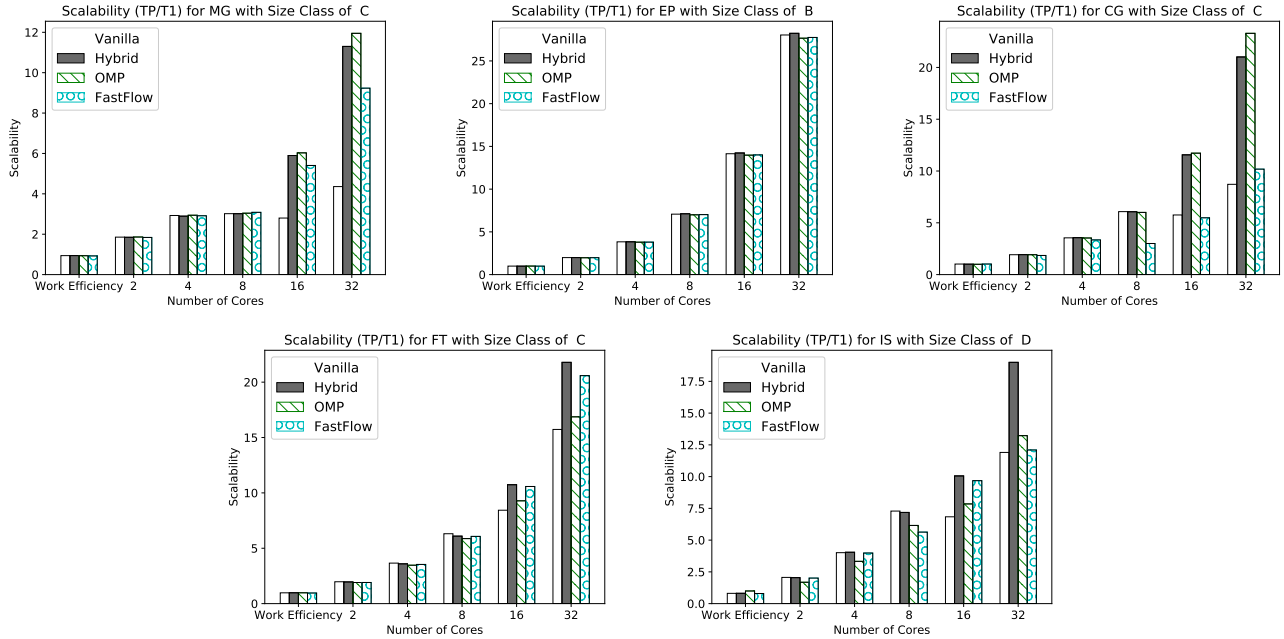 Scalability (TP/T1) for MG with Size Class of  C
Vanilla
Hybrid
OMP
FastFlow
Scalability
12
10
8
6
4
2
0
Work Efficiency 2 4 8 16 32
Number of Cores
Scalability (TP/T1) for EP with Size Class of  B
Vanilla
Hybrid
OMP
FastFlow
Scalability
25
20
15
10
5
0
Work Efficiency 2 4 8 16 32
Number of Cores
Scalability (TP/T1) for CG with Size Class of  C
Vanilla
Hybrid
OMP
FastFlow
Scalability
20
15
10
5
0
Work Efficiency 2 4 8 16 32
Number of Cores
Scalability (TP/T1) for FT with Size Class of  C
Vanilla
Hybrid
OMP
FastFlow
Scalability
20
15
10
5
0
Work Efficiency 2 4 8 16 32
Number of Cores
Scalability (TP/T1) for IS with Size Class of  D
Vanilla
Hybrid
OMP
FastFlow
Scalability
17.5
15.0
12.5
10.0
7.5
5.0
2.5
0.0
Work Efficiency 2 4 8 16 32
Number of Cores